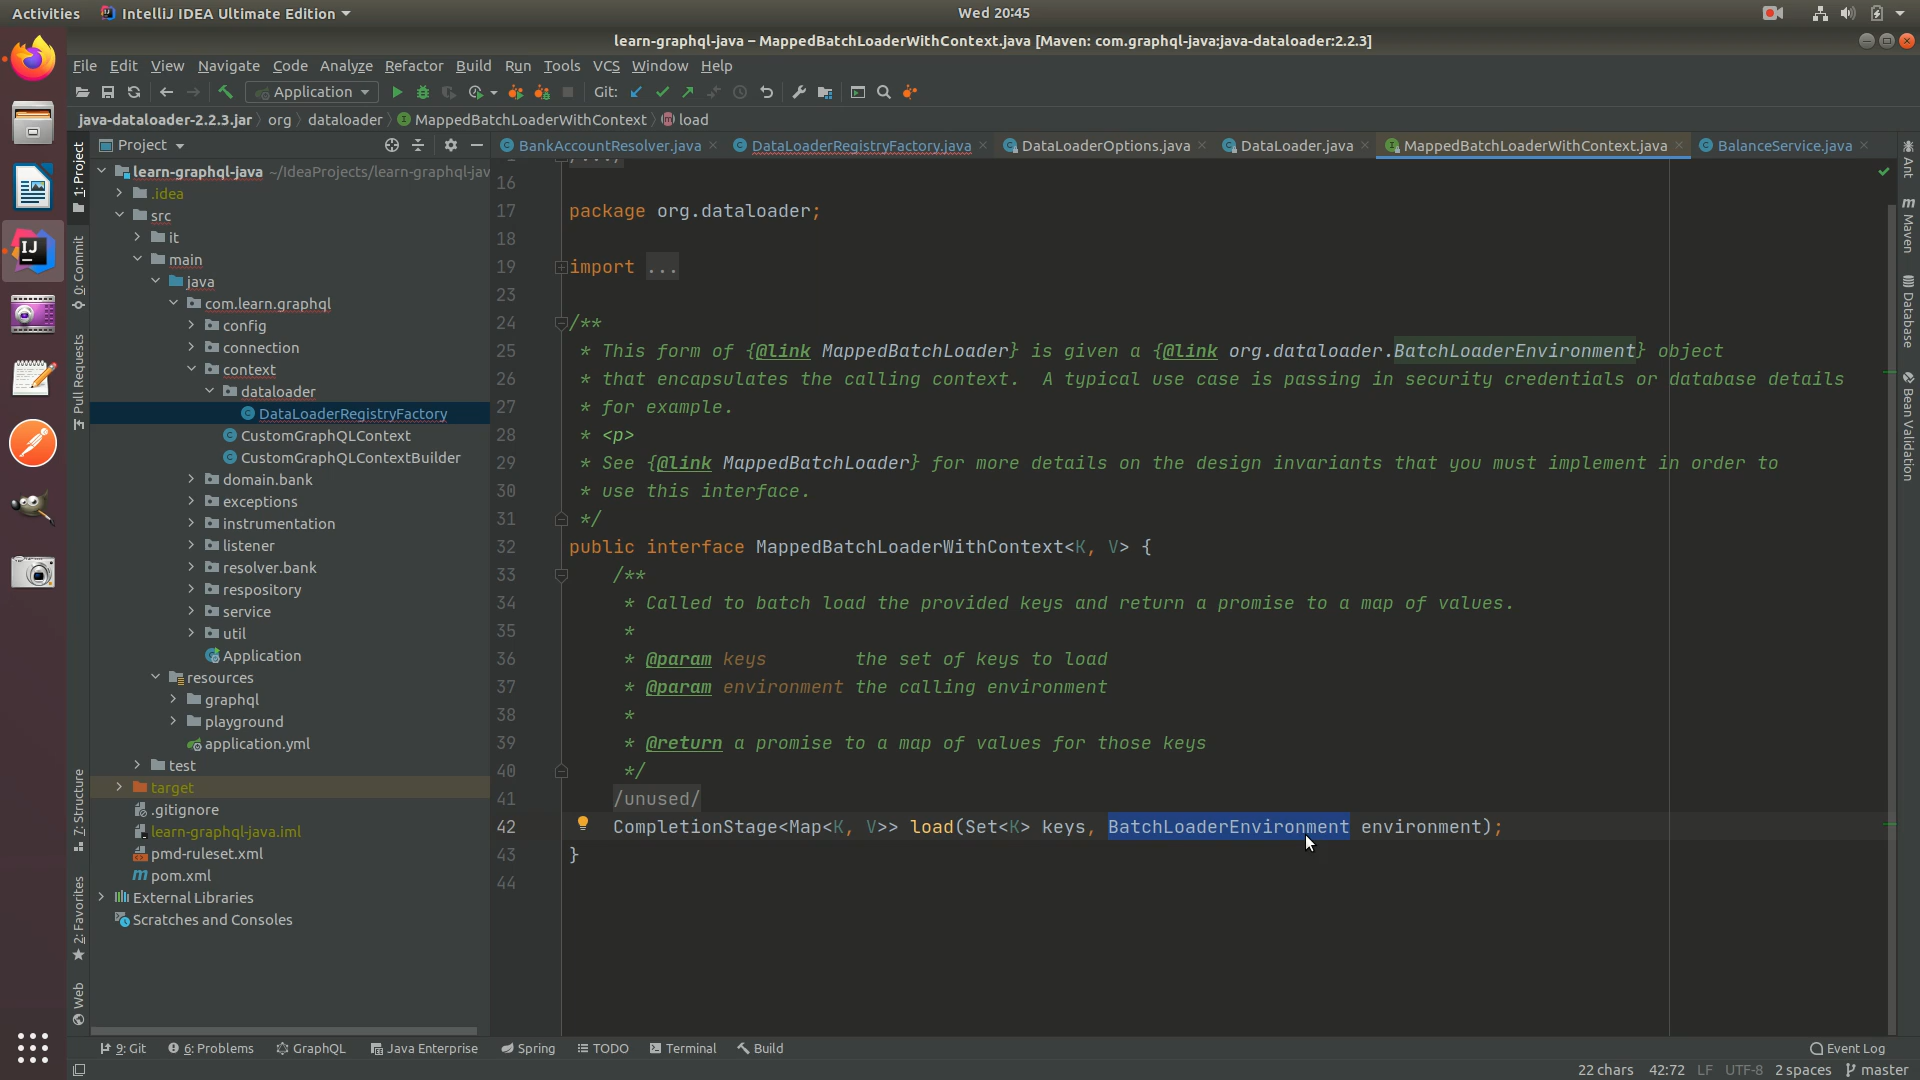 Activities
IntelliJ IDEA Ultimate Edition
Wed 20:45
learn-graphql-java – MappedBatchLoaderWithContext.java [Maven: com.graphql-java:java-dataloader:2.2.3]
File Edit View Navigate Code Analyze Refactor Build Run Tools VCS Window Help
Application
Git:
java-dataloader-2.2.3.jar org dataloader MappedBatchLoaderWithContext load
Project
BankAccountResolver.java
DataLoaderRegistryFactory.java
DataLoaderOptions.java
DataLoader.java
MappedBatchLoaderWithContext.java
BalanceService.java
1: Project
0: Commit
Pull Requests
7: Structure
2: Favorites
Web
learn-graphql-java ~/IdeaProjects/learn-graphql-jav
.idea
src
it
main
java
com.learn.graphql
config
connection
context
dataloader
DataLoaderRegistryFactory
CustomGraphQLContext
CustomGraphQLContextBuilder
domain.bank
exceptions
instrumentation
listener
resolver.bank
respository
service
util
Application
resources
graphql
playground
application.yml
test
target
.gitignore
learn-graphql-java.iml
pmd-ruleset.xml
pom.xml
External Libraries
Scratches and Consoles
/.../
16
17 package org.dataloader;
18
19 import ...
23
24 /**
25 * This form of {@link MappedBatchLoader} is given a {@link org.dataloader.BatchLoaderEnvironment} object
26 * that encapsulates the calling context. A typical use case is passing in security credentials or database details
27 * for example.
28 * <p>
29 * See {@link MappedBatchLoader} for more details on the design invariants that you must implement in order to
30 * use this interface.
31 */
32 public interface MappedBatchLoaderWithContext<K, V> {
33 /**
34 * Called to batch load the provided keys and return a promise to a map of values.
35 *
36 * @param keys the set of keys to load
37 * @param environment the calling environment
38 *
39 * @return a promise to a map of values for those keys
40 */
41 /unused/
42 CompletionStage<Map<K, V>> load(Set<K> keys, BatchLoaderEnvironment environment);
43 }
44
Ant
Maven
Database
Bean Validation
9: Git 6: Problems GraphQL Java Enterprise Spring TODO Terminal Build
Event Log
22 chars 42:72 LF UTF-8 2 spaces master